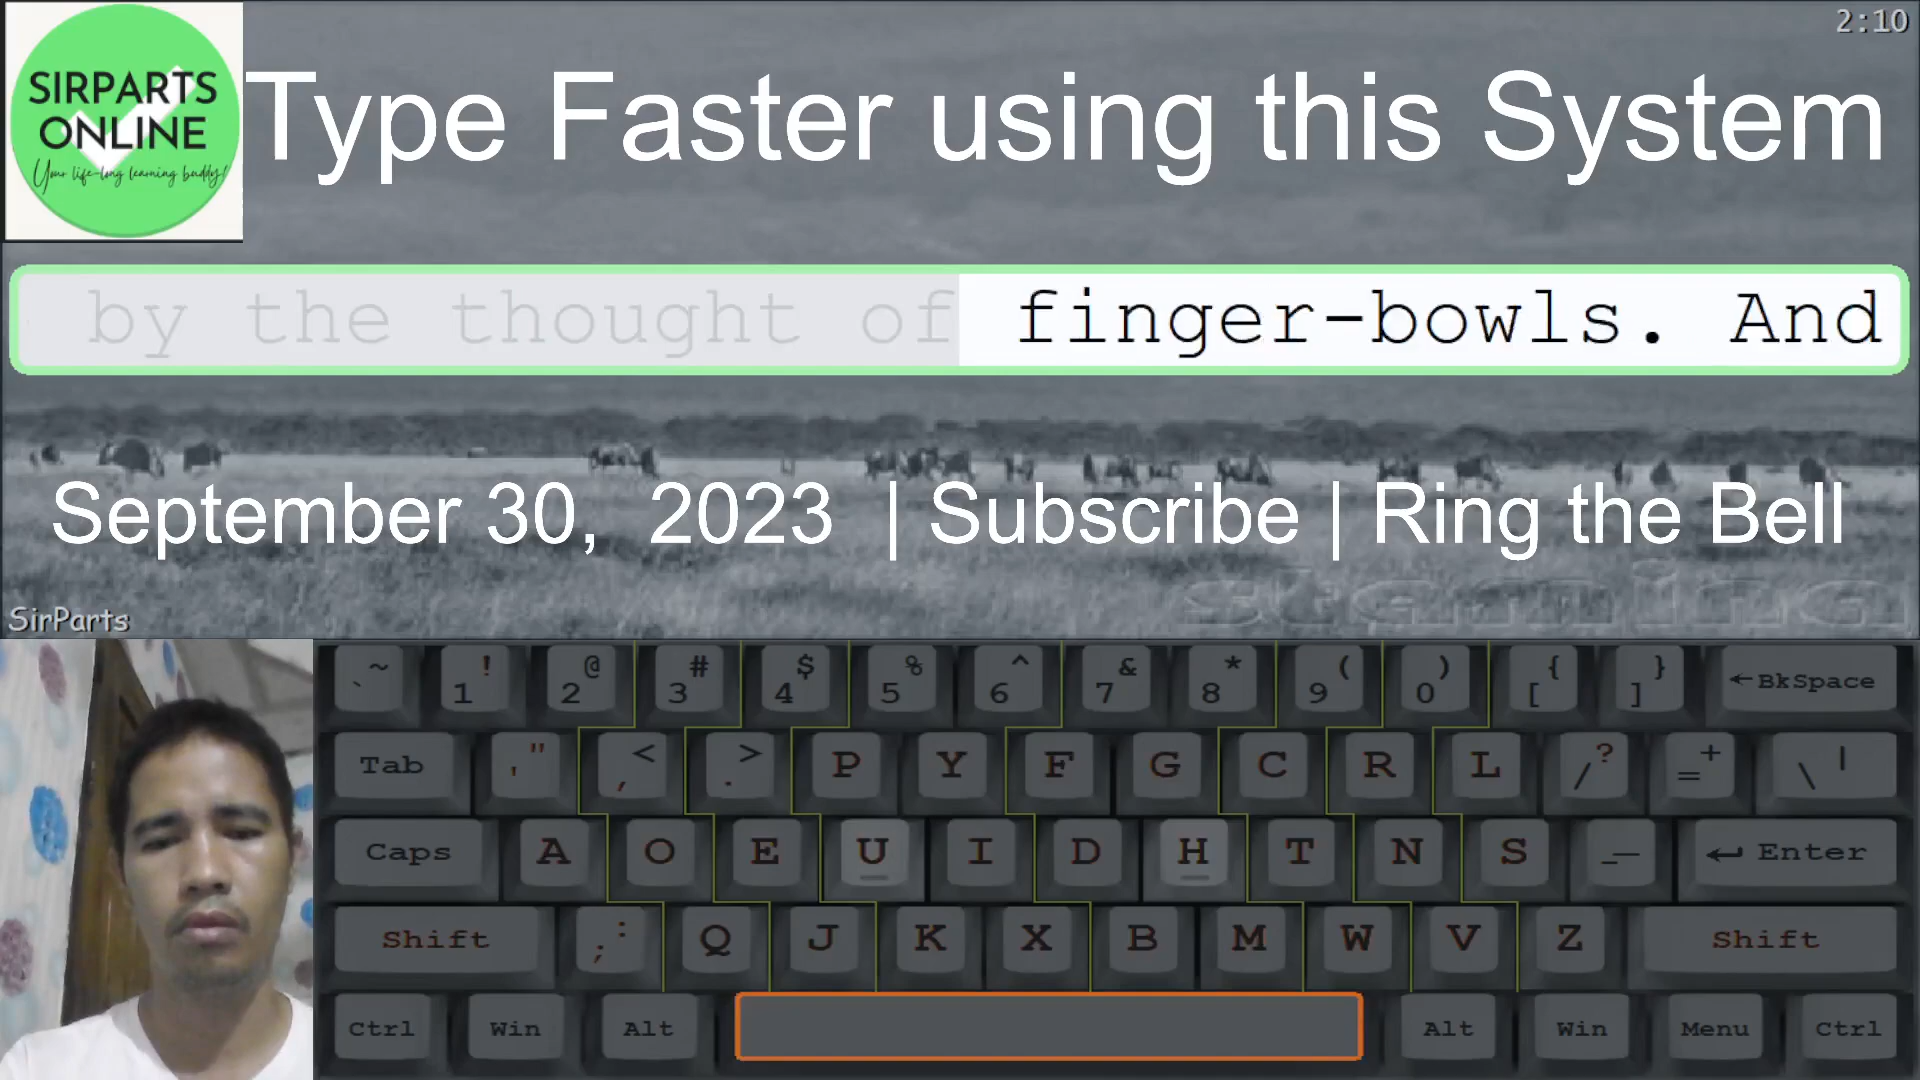 2:10
SIRPARTS
ONLINE
Your life-long learning buddy!
Type Faster using this System
by the thought of finger-bowls. And
September 30, 2023 | Subscribe | Ring the Bell
stamina
SirParts
~ ` ! 1 @ 2 # 3 $ 4 % 5 ^ 6 & 7 * 8 ( 9 ) 0 { [ } ] ←BkSpace
Tab " ' < , > . P Y F G C R L ? / + = | \
Caps A O E U I D H T N S _ - Enter
Shift : ; Q J K X B M W V Z Shift
Ctrl Win Alt Alt Win Menu Ctrl